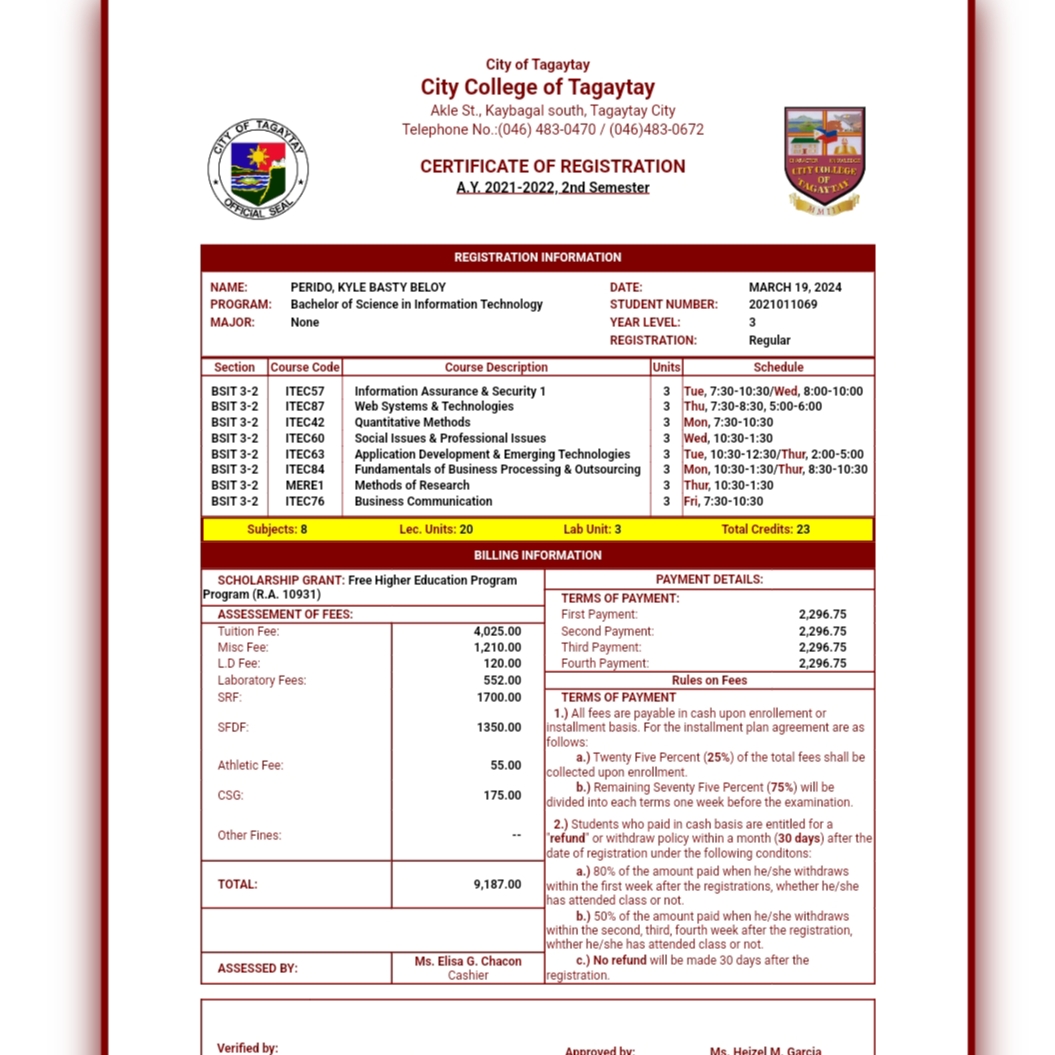 City of Tagaytay
City College of Tagaytay
Akle St., Kaybagal south, Tagaytay City
Telephone No.:(046) 483-0470 / (046)483-0672
CITY OF TAGAYTAY
OFFICIAL SEAL
CITY COLLEGE
OF
TAGAYTAY
CERTIFICATE OF REGISTRATION
A.Y. 2021-2022, 2nd Semester
REGISTRATION INFORMATION
NAME: PERIDO, KYLE BASTY BELOY DATE: MARCH 19, 2024
PROGRAM: Bachelor of Science in Information Technology STUDENT NUMBER: 2021011069
MAJOR: None YEAR LEVEL: 3
REGISTRATION: Regular
Section Course Code Course Description Units Schedule
BSIT 3-2 ITEC57 Information Assurance & Security 1 3 Tue, 7:30-10:30/Wed, 8:00-10:00
BSIT 3-2 ITEC87 Web Systems & Technologies 3 Thu, 7:30-8:30, 5:00-6:00
BSIT 3-2 ITEC42 Quantitative Methods 3 Mon, 7:30-10:30
BSIT 3-2 ITEC60 Social Issues & Professional Issues 3 Wed, 10:30-1:30
BSIT 3-2 ITEC63 Application Development & Emerging Technologies 3 Tue, 10:30-12:30/Thur, 2:00-5:00
BSIT 3-2 ITEC84 Fundamentals of Business Processing & Outsourcing 3 Mon, 10:30-1:30/Thur, 8:30-10:30
BSIT 3-2 MERE1 Methods of Research 3 Thur, 10:30-1:30
BSIT 3-2 ITEC76 Business Communication 3 Fri, 7:30-10:30
Subjects: 8 Lec. Units: 20 Lab Unit: 3 Total Credits: 23
BILLING INFORMATION
SCHOLARSHIP GRANT: Free Higher Education Program
Program (R.A. 10931)
ASSESSEMENT OF FEES:
Tuition Fee: 4,025.00
Misc Fee: 1,210.00
L.D Fee: 120.00
Laboratory Fees: 552.00
SRF: 1700.00
SFDF: 1350.00
Athletic Fee: 55.00
CSG: 175.00
Other Fines: --
TOTAL: 9,187.00
ASSESSED BY: Ms. Elisa G. Chacon
Cashier
PAYMENT DETAILS:
TERMS OF PAYMENT:
First Payment: 2,296.75
Second Payment: 2,296.75
Third Payment: 2,296.75
Fourth Payment: 2,296.75
Rules on Fees
TERMS OF PAYMENT
1.) All fees are payable in cash upon enrollement or
installment basis. For the installment plan agreement are as
follows:
a.) Twenty Five Percent (25%) of the total fees shall be
collected upon enrollment.
b.) Remaining Seventy Five Percent (75%) will be
divided into each terms one week before the examination.
2.) Students who paid in cash basis are entitled for a
"refund" or withdraw policy within a month (30 days) after the
date of registration under the following conditons:
a.) 80% of the amount paid when he/she withdraws
within the first week after the registrations, whether he/she
has attended class or not.
b.) 50% of the amount paid when he/she withdraws
within the second, third, fourth week after the registration,
whther he/she has attended class or not.
c.) No refund will be made 30 days after the
registration.
Verified by: Approved by: Ms. Heizel M. Garcia